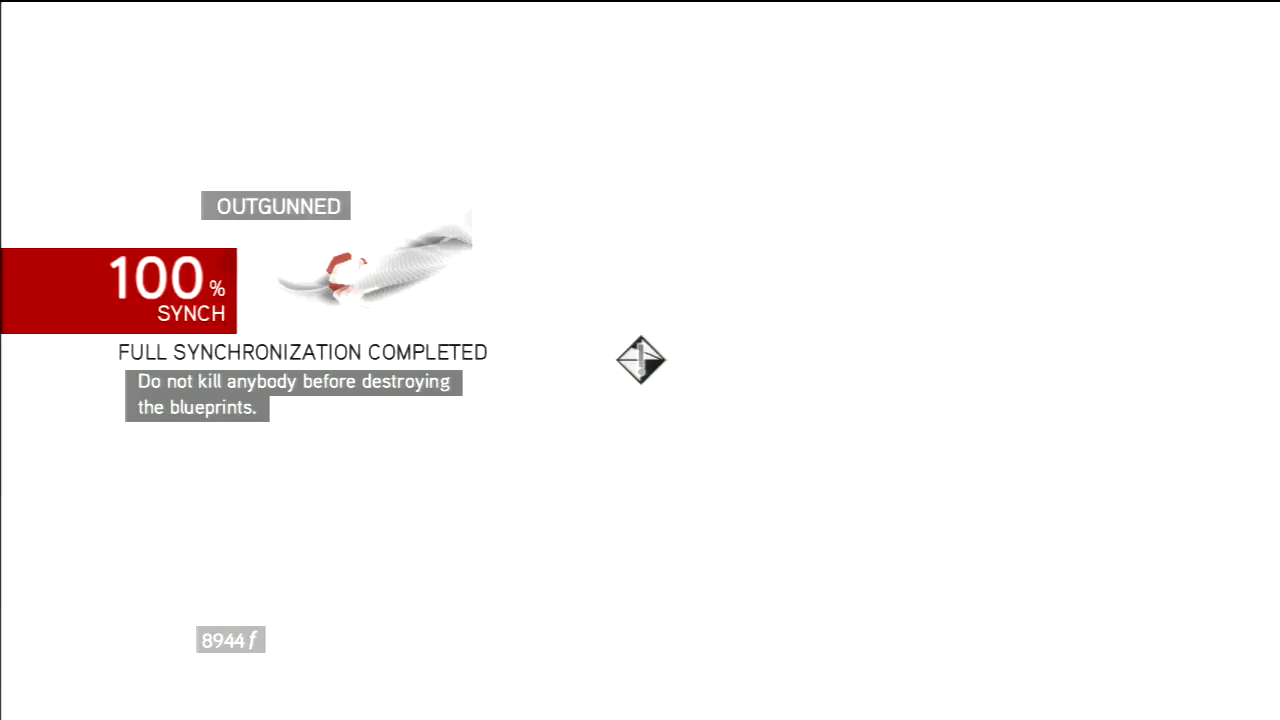 OUTGUNNED
100 %
SYNCH
FULL SYNCHRONIZATION COMPLETED
Do not kill anybody before destroying
the blueprints.
8944 ƒ